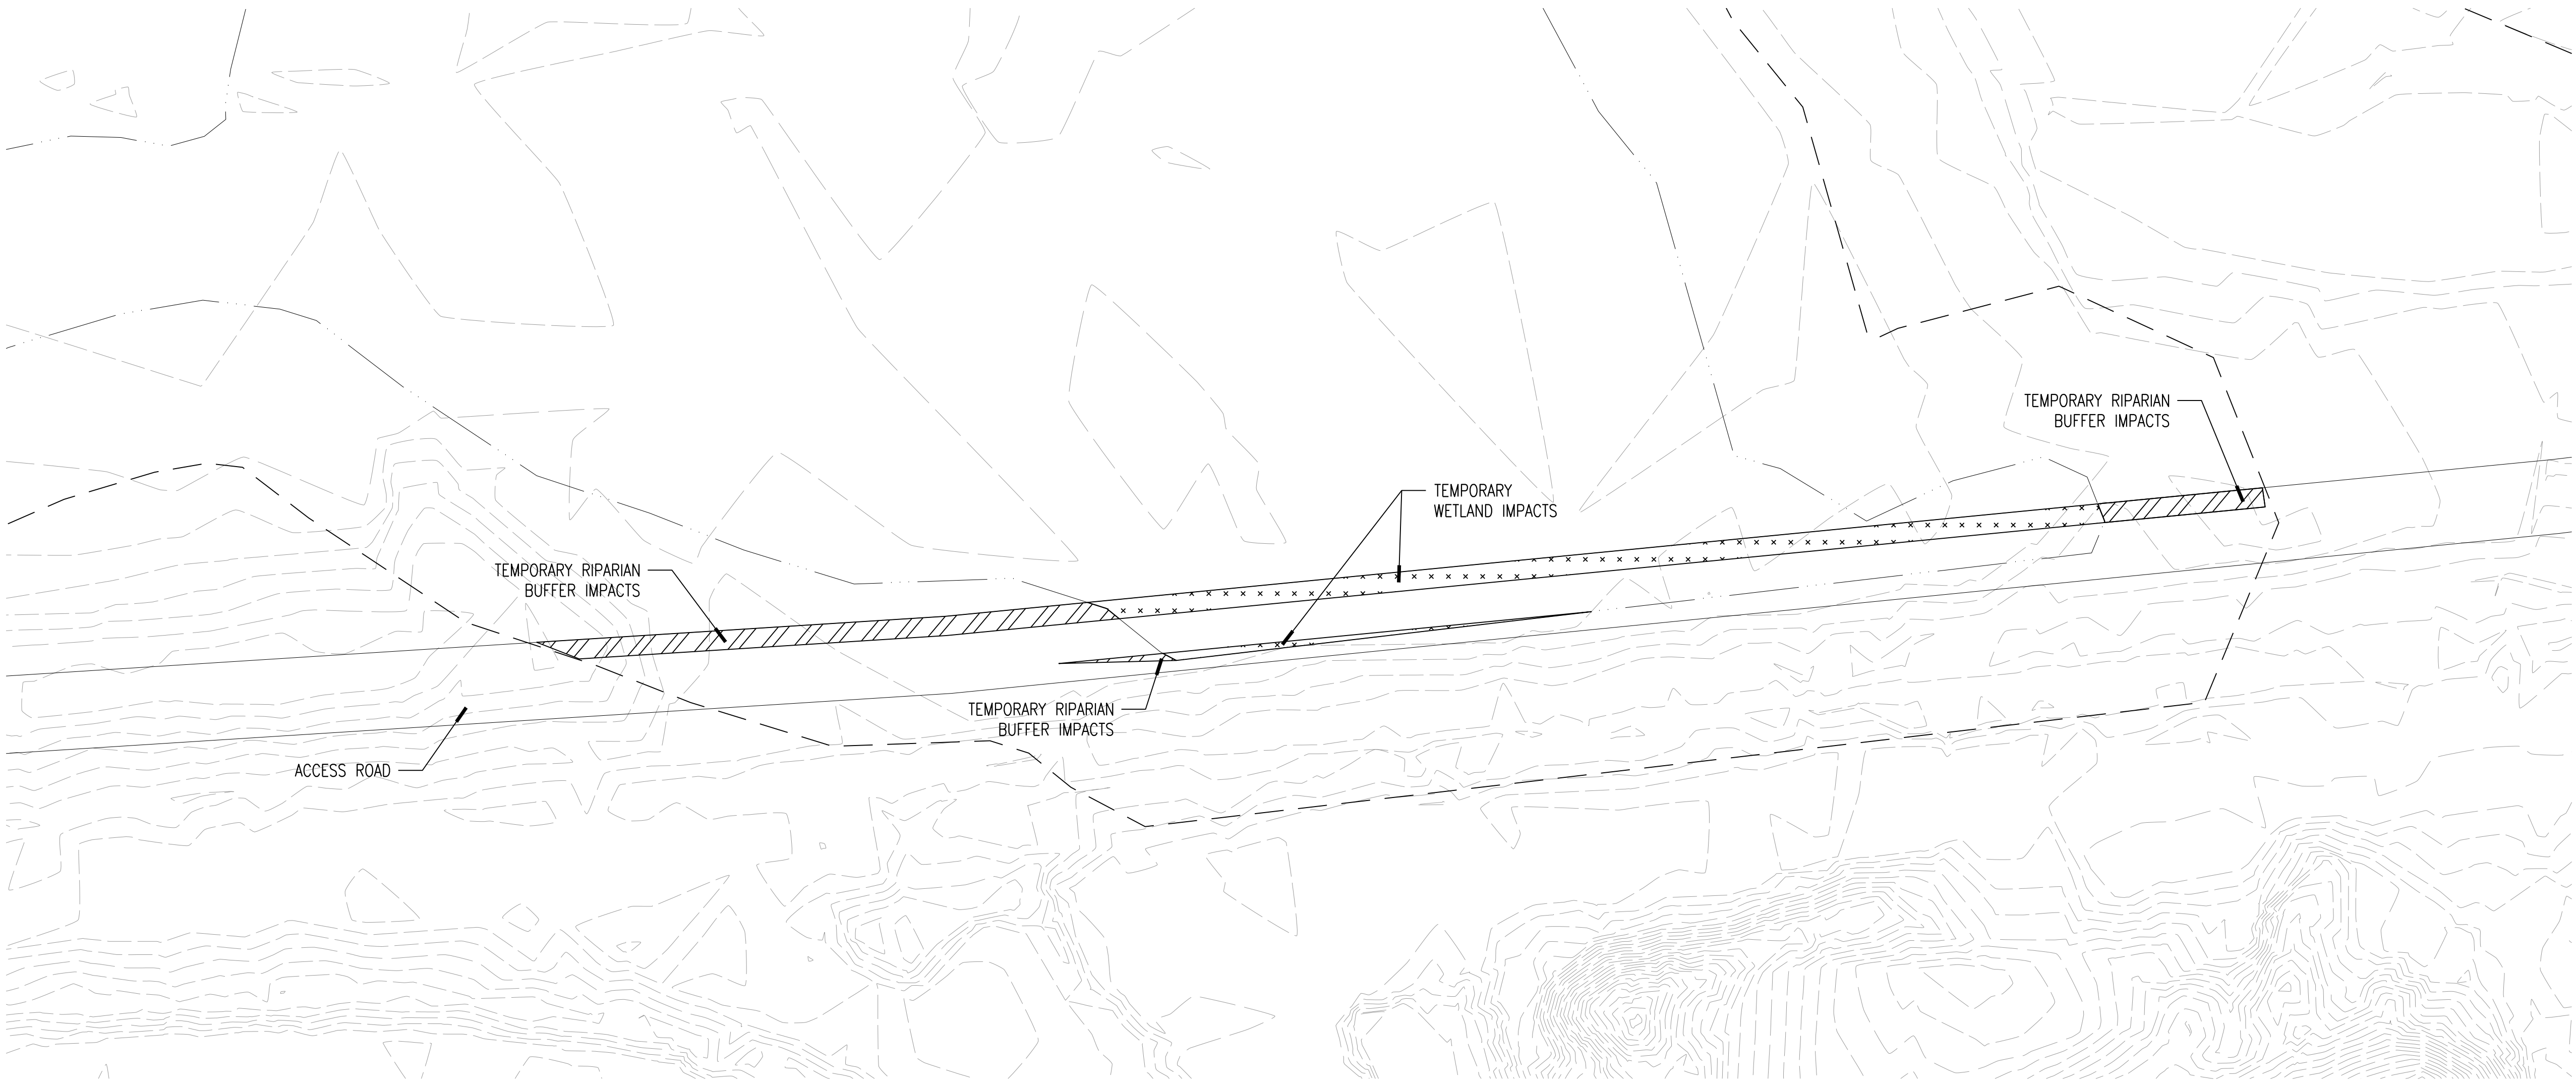 TEMPORARY RIPARIAN
BUFFER IMPACTS
TEMPORARY
WETLAND IMPACTS
TEMPORARY RIPARIAN
BUFFER IMPACTS
TEMPORARY RIPARIAN
BUFFER IMPACTS
ACCESS ROAD